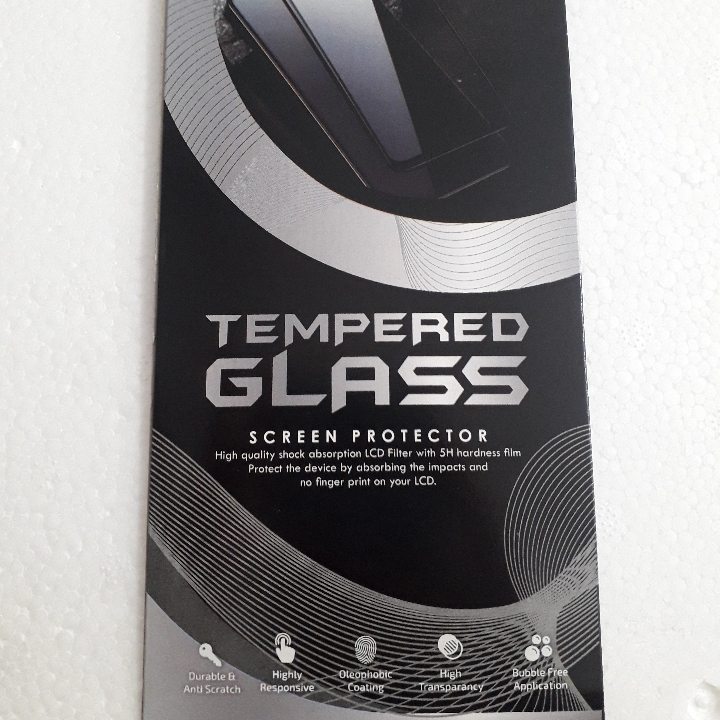 TEMPERED
GLASS
SCREEN PROTECTOR
High quality shock absorption LCD Filter with 5H hardness film
Protect the device by absorbing the impacts and
no finger print on your LCD.
Durable &
Anti Scratch
Highly
Responsive
Oleophobic
Coating
High
Transparancy
Bubble Free
Application